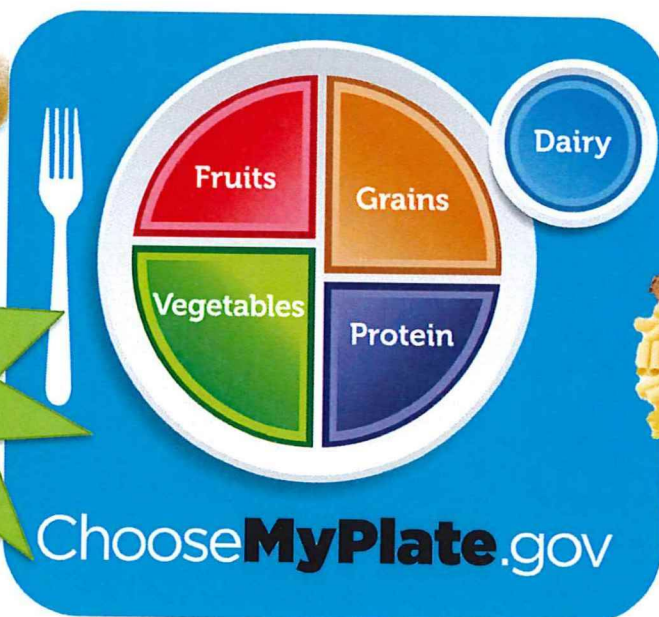 Dairy
Fruits
Grains
Vegetables
Protein
ChooseMyPlate.gov